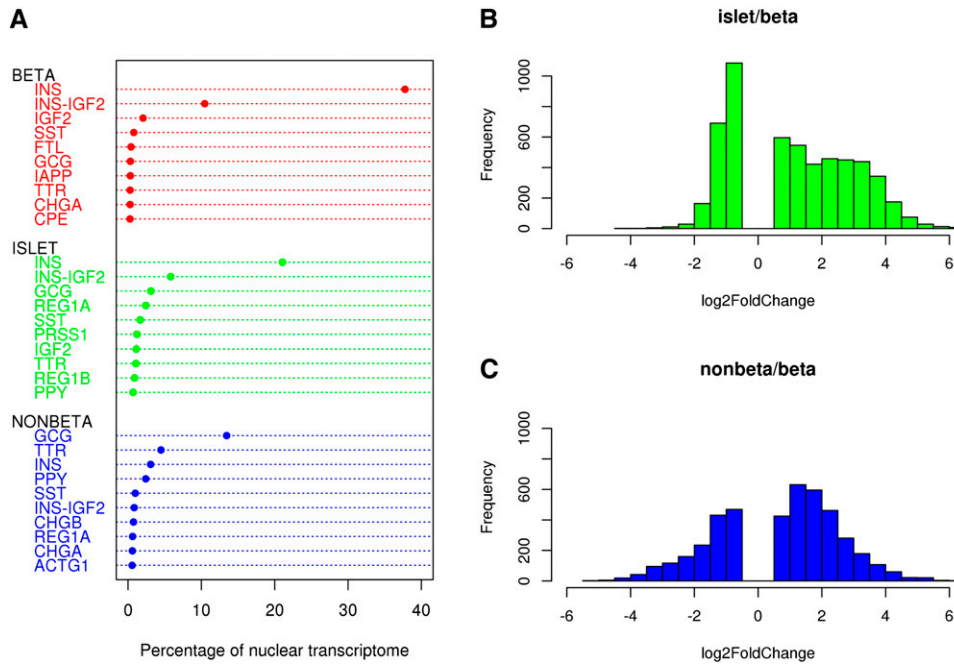 A
BETA
INS
INS-IGF2
IGF2
SST
FTL
GCG
IAPP
TTR
CHGA
CPE
ISLET
INS
INS-IGF2
GCG
REG1A
SST
PRSS1
IGF2
TTR
REG1B
PPY
NONBETA
GCG
TTR
INS
PPY
SST
INS-IGF2
CHGB
REG1A
CHGA
ACTG1
0 10 20 30 40
Percentage of nuclear transcriptome
B
islet/beta
Frequency
1000
600
200
0
-6 -4 -2 0 2 4 6
log2FoldChange
C
nonbeta/beta
Frequency
1000
600
200
0
-6 -4 -2 0 2 4 6
log2FoldChange